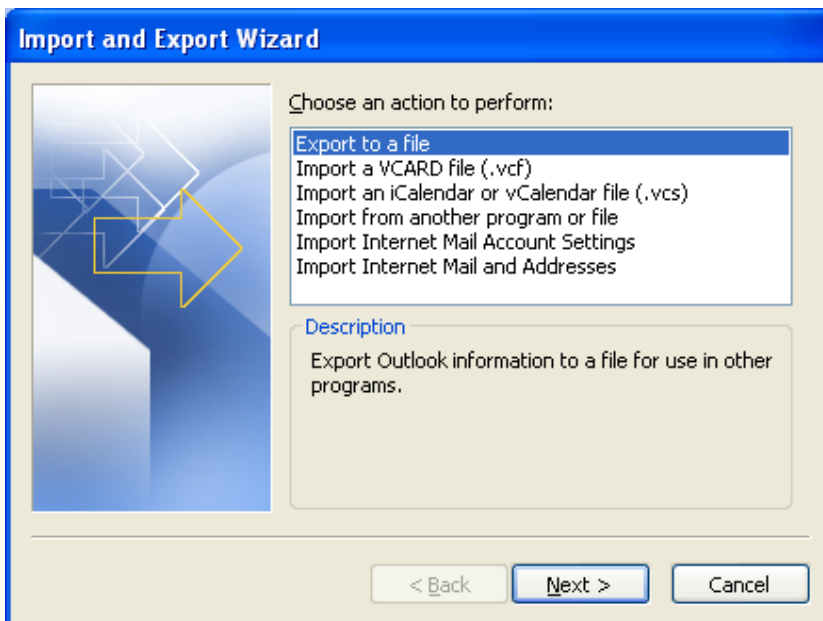 Import and Export Wizard
Choose an action to perform:
Export to a file
Import a VCARD file (.vcf)
Import an iCalendar or vCalendar file (.vcs)
Import from another program or file
Import Internet Mail Account Settings
Import Internet Mail and Addresses
Description
Export Outlook information to a file for use in other
programs.
< Back Next > Cancel